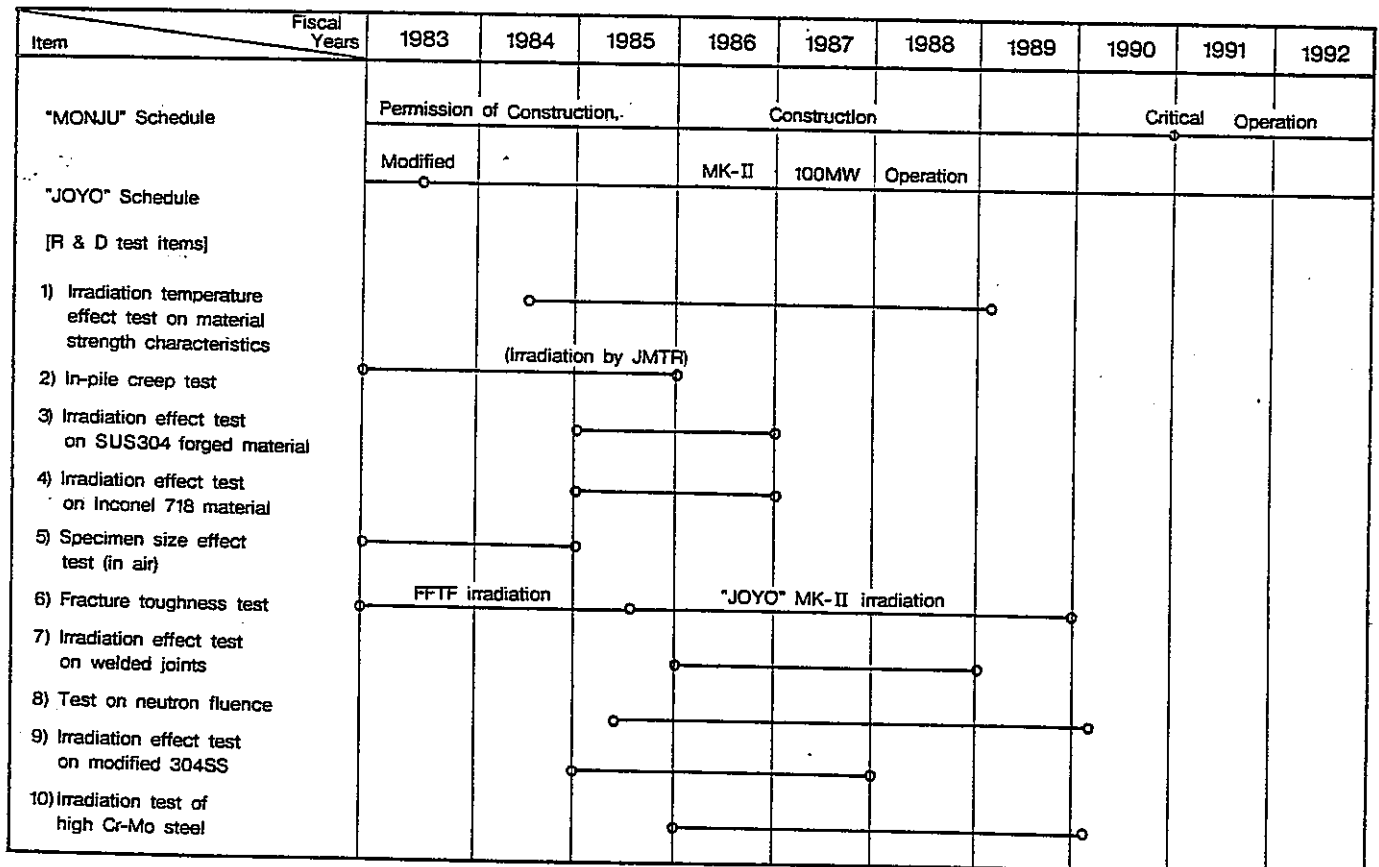 Fiscal
Item Years 1983 1984 1985 1986 1987 1988 1989 1990 1991 1992
"MONJU" Schedule Permission of Construction, Construction Critical Operation
Modified MK-II 100MW Operation
"JOYO" Schedule
[R & D test items]
1) Irradiation temperature
effect test on material
strength characteristics
(Irradiation by JMTR)
2) In-pile creep test
3) Irradiation effect test
on SUS304 forged material
4) Irradiation effect test
on Inconel 718 material
5) Specimen size effect
test (in air)
6) Fracture toughness test FFTF irradiation "JOYO" MK-II irradiation
7) Irradiation effect test
on welded joints
8) Test on neutron fluence
9) Irradiation effect test
on modified 304SS
10) Irradiation test of
high Cr-Mo steel